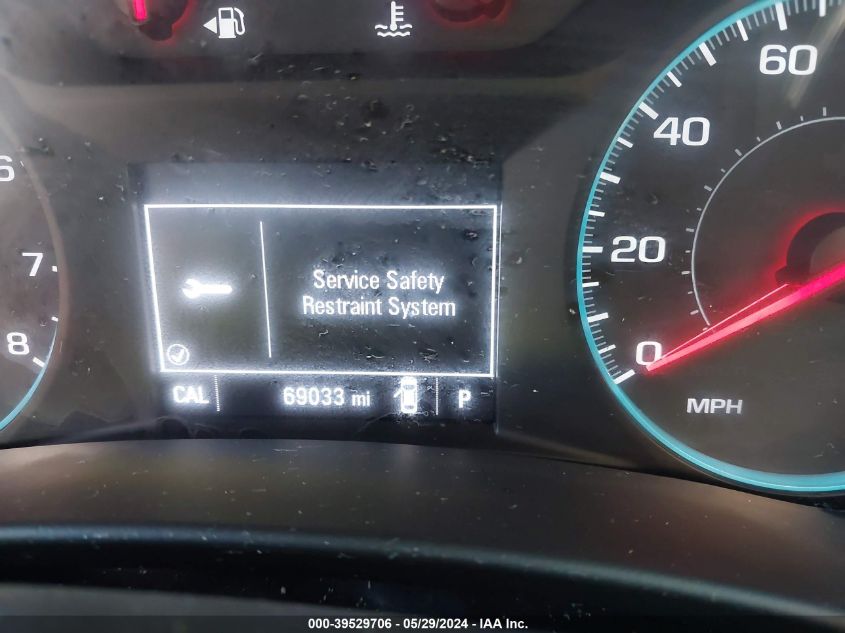 6
7
8
60
40
20
0
MPH
Service Safety
Restraint System
CAL 69033 mi P
000-39529706 - 05/29/2024 - IAA Inc.